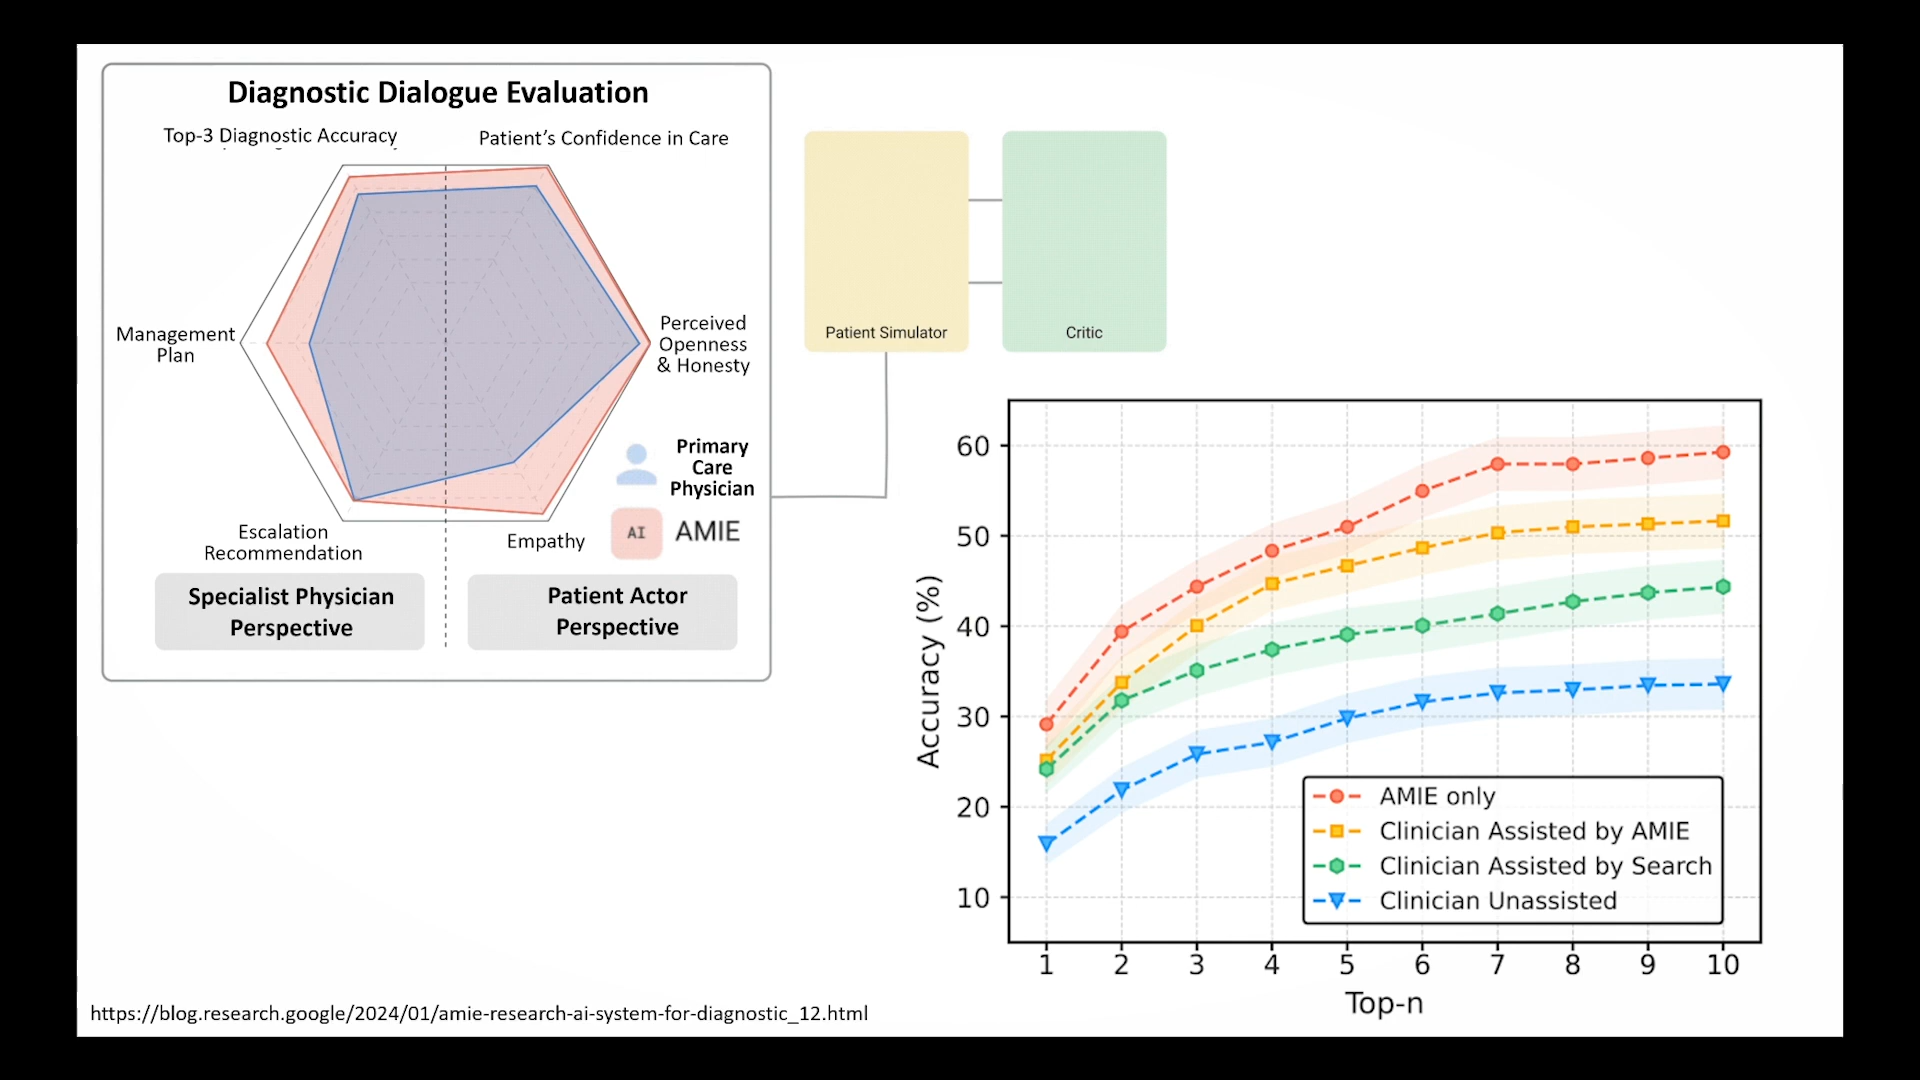 Diagnostic Dialogue Evaluation
Top-3 Diagnostic Accuracy
Patient’s Confidence in Care
Management
Plan
Perceived
Openness
& Honesty
Primary
Care
Physician
AI
AMIE
Escalation
Recommendation
Empathy
Specialist Physician
Perspective
Patient Actor
Perspective
Patient Simulator
Critic
Accuracy (%)
60
50
40
30
20
10
AMIE only
Clinician Assisted by AMIE
Clinician Assisted by Search
Clinician Unassisted
1 2 3 4 5 6 7 8 9 10
Top-n
https://blog.research.google/2024/01/amie-research-ai-system-for-diagnostic_12.html